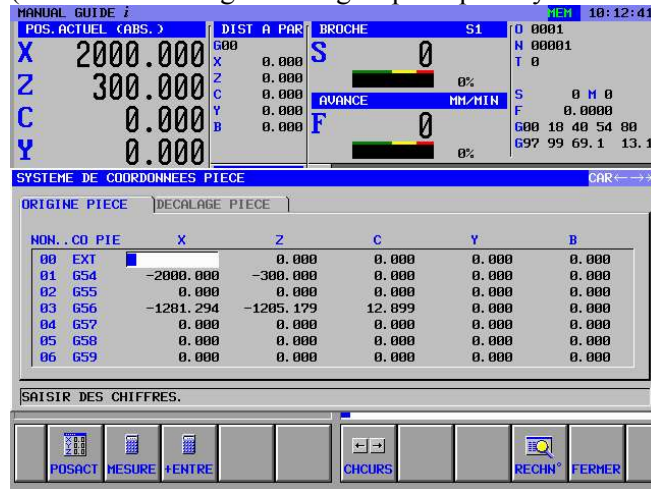 MANUAL GUIDE i MEM 10:12:41
POS.ACTUEL (ABS.) DIST A PAR BROCHE S1 O 0001
X 2000.000 G00 S 0 N 00001
X 0.000 T 0
Z 300.000 Z 0.000 0%
C 0.000 AVANCE MM/MIN S 0 M 0
C 0.000 Y 0.000 F 0 F 0.0000
B 0.000 G00 18 40 54 80
Y 0.000 0% G97 99 69.1 13.1
SYSTEME DE COORDONNEES PIECE CAR←→
ORIGINE PIECE DECALAGE PIECE
NON..CO PIE X Z C Y B
00 EXT 0.000 0.000 0.000 0.000
01 G54 -2000.000 -300.000 0.000 0.000 0.000
02 G55 0.000 0.000 0.000 0.000 0.000
03 G56 -1281.294 -1205.179 12.899 0.000 0.000
04 G57 0.000 0.000 0.000 0.000 0.000
05 G58 0.000 0.000 0.000 0.000 0.000
06 G59 0.000 0.000 0.000 0.000 0.000
SAISIR DES CHIFFRES.
POSACT MESURE +ENTRE CHCURS RECHN° FERMER